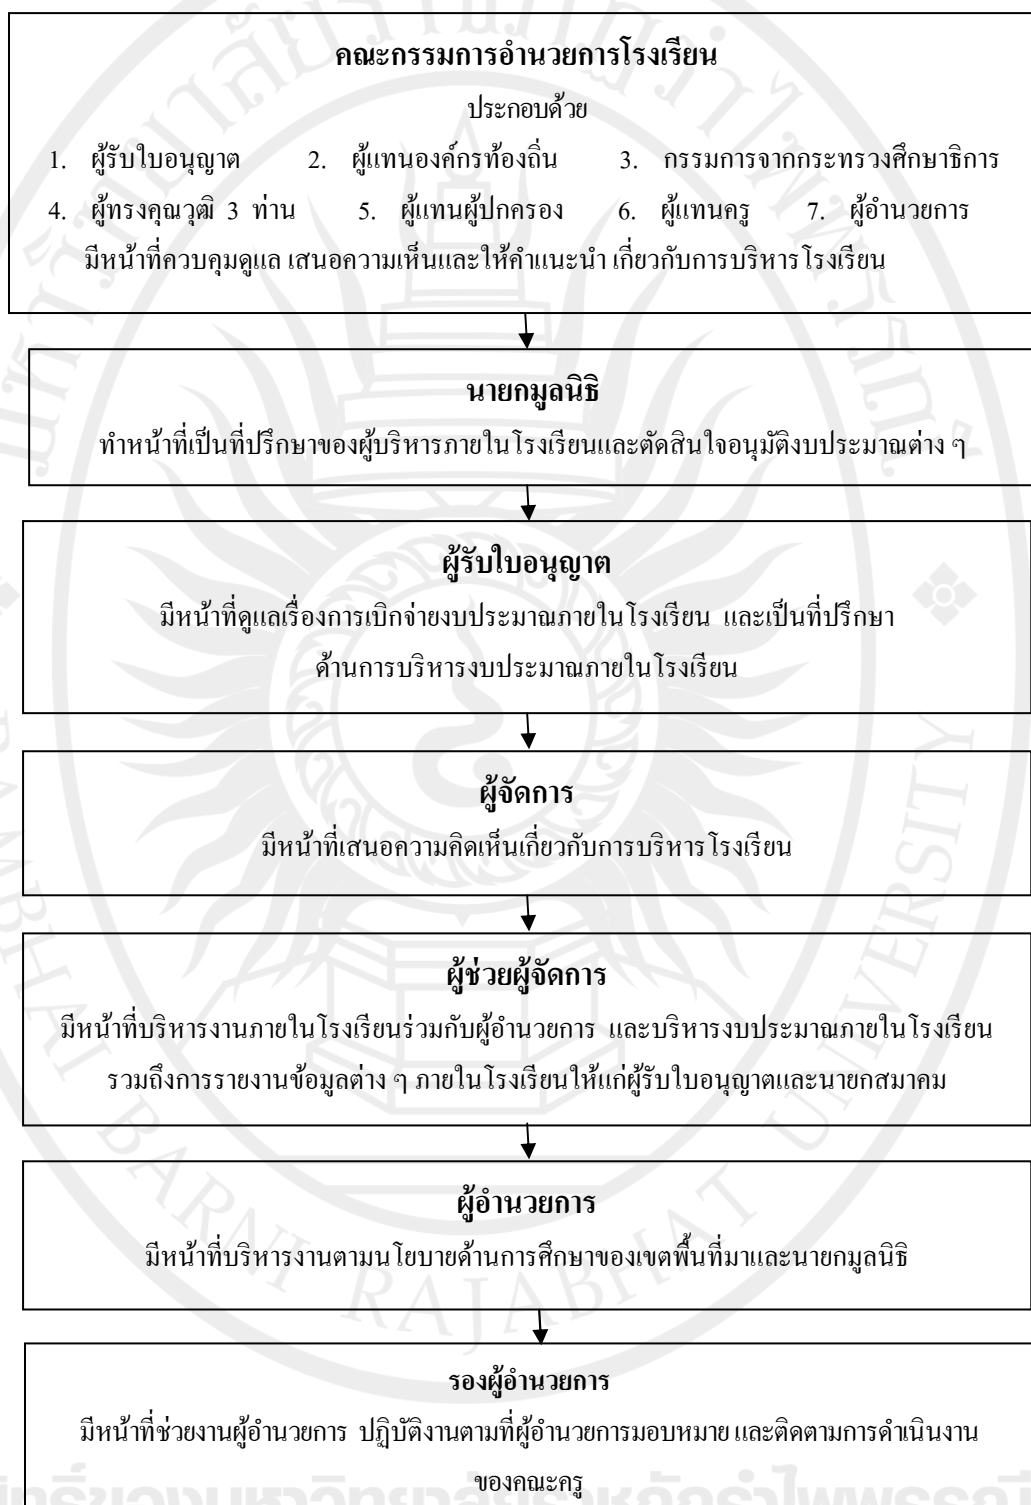 คณะกรรมการอำนวยการโรงเรียน
ประกอบด้วย
1. ผู้รับใบอนุญาต 2. ผู้แทนองค์กรท้องถิ่น 3. กรรมการจากกระทรวงศึกษาธิการ
4. ผู้ทรงคุณวุฒิ 3 ท่าน 5. ผู้แทนผู้ปกครอง 6. ผู้แทนครู 7. ผู้อำนวยการ
มีหน้าที่ควบคุมดูแล เสนอความเห็นและให้คำแนะนำ เกี่ยวกับการบริหารโรงเรียน
นายกมูลนิธิ
ทำหน้าที่เป็นที่ปรึกษาของผู้บริหารภายในโรงเรียนและตัดสินใจอนุมัติงบประมาณต่าง ๆ
ผู้รับใบอนุญาต
มีหน้าที่ดูแลเรื่องการเบิกจ่ายงบประมาณภายในโรงเรียน และเป็นที่ปรึกษา
ด้านการบริหารงบประมาณภายในโรงเรียน
ผู้จัดการ
มีหน้าที่เสนอความคิดเห็นเกี่ยวกับการบริหารโรงเรียน
ผู้ช่วยผู้จัดการ
มีหน้าที่บริหารงานภายในโรงเรียนร่วมกับผู้อำนวยการ และบริหารงบประมาณภายในโรงเรียน
รวมถึงการรายงานข้อมูลต่าง ๆ ภายในโรงเรียนให้แก่ผู้รับใบอนุญาตและนายกสมาคม
ผู้อำนวยการ
มีหน้าที่บริหารงานตามนโยบายด้านการศึกษาของเขตพื้นที่มาและนายกมูลนิธิ
รองผู้อำนวยการ
มีหน้าที่ช่วยงานผู้อำนวยการ ปฏิบัติงานตามที่ผู้อำนวยการมอบหมาย และติดตามการดำเนินงาน
ของคณะครู
BARNI RAJABHAT UNIVERSITY